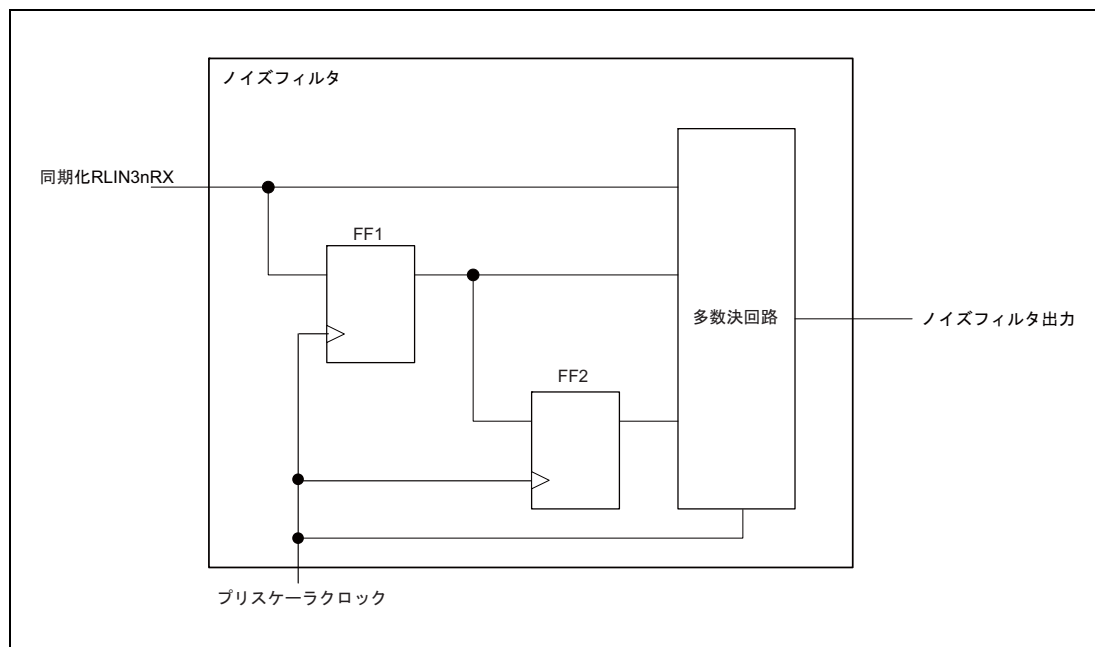 ノイズフィルタ
同期化RLIN3nRX
FF1
多数決回路
ノイズフィルタ出力
FF2
プリスケーラクロック